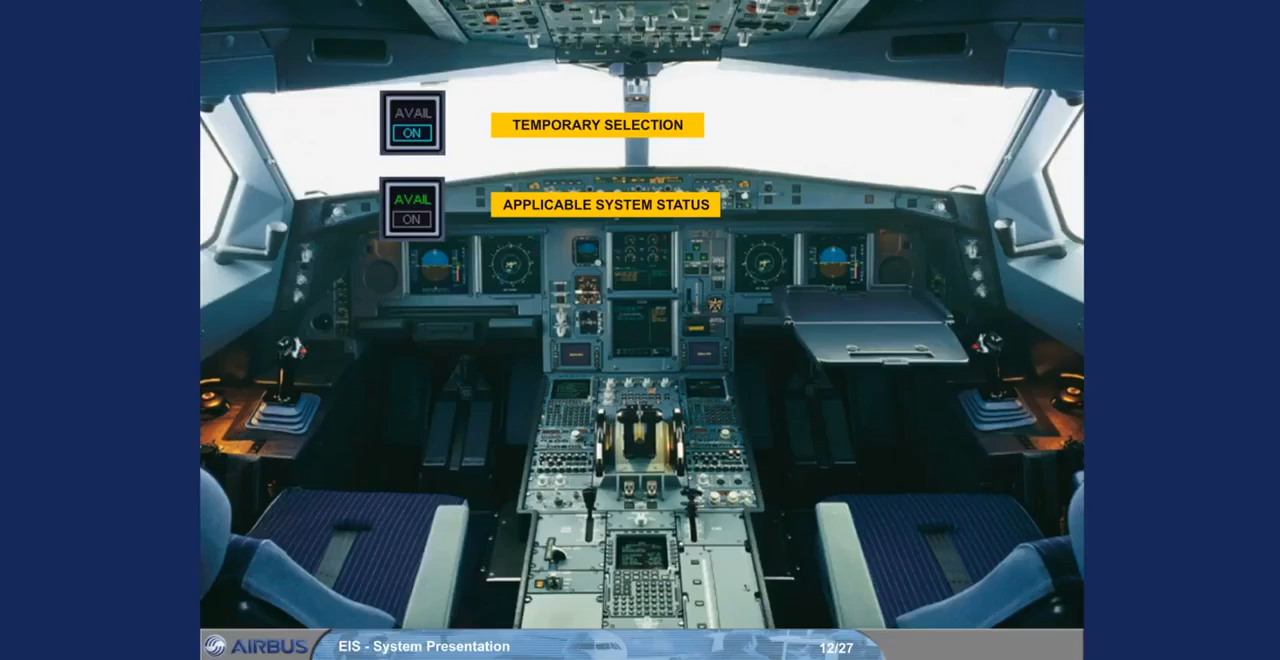 AVAIL
ON
TEMPORARY SELECTION
AVAIL
ON
APPLICABLE SYSTEM STATUS
AIRBUS
EIS - System Presentation
12/27